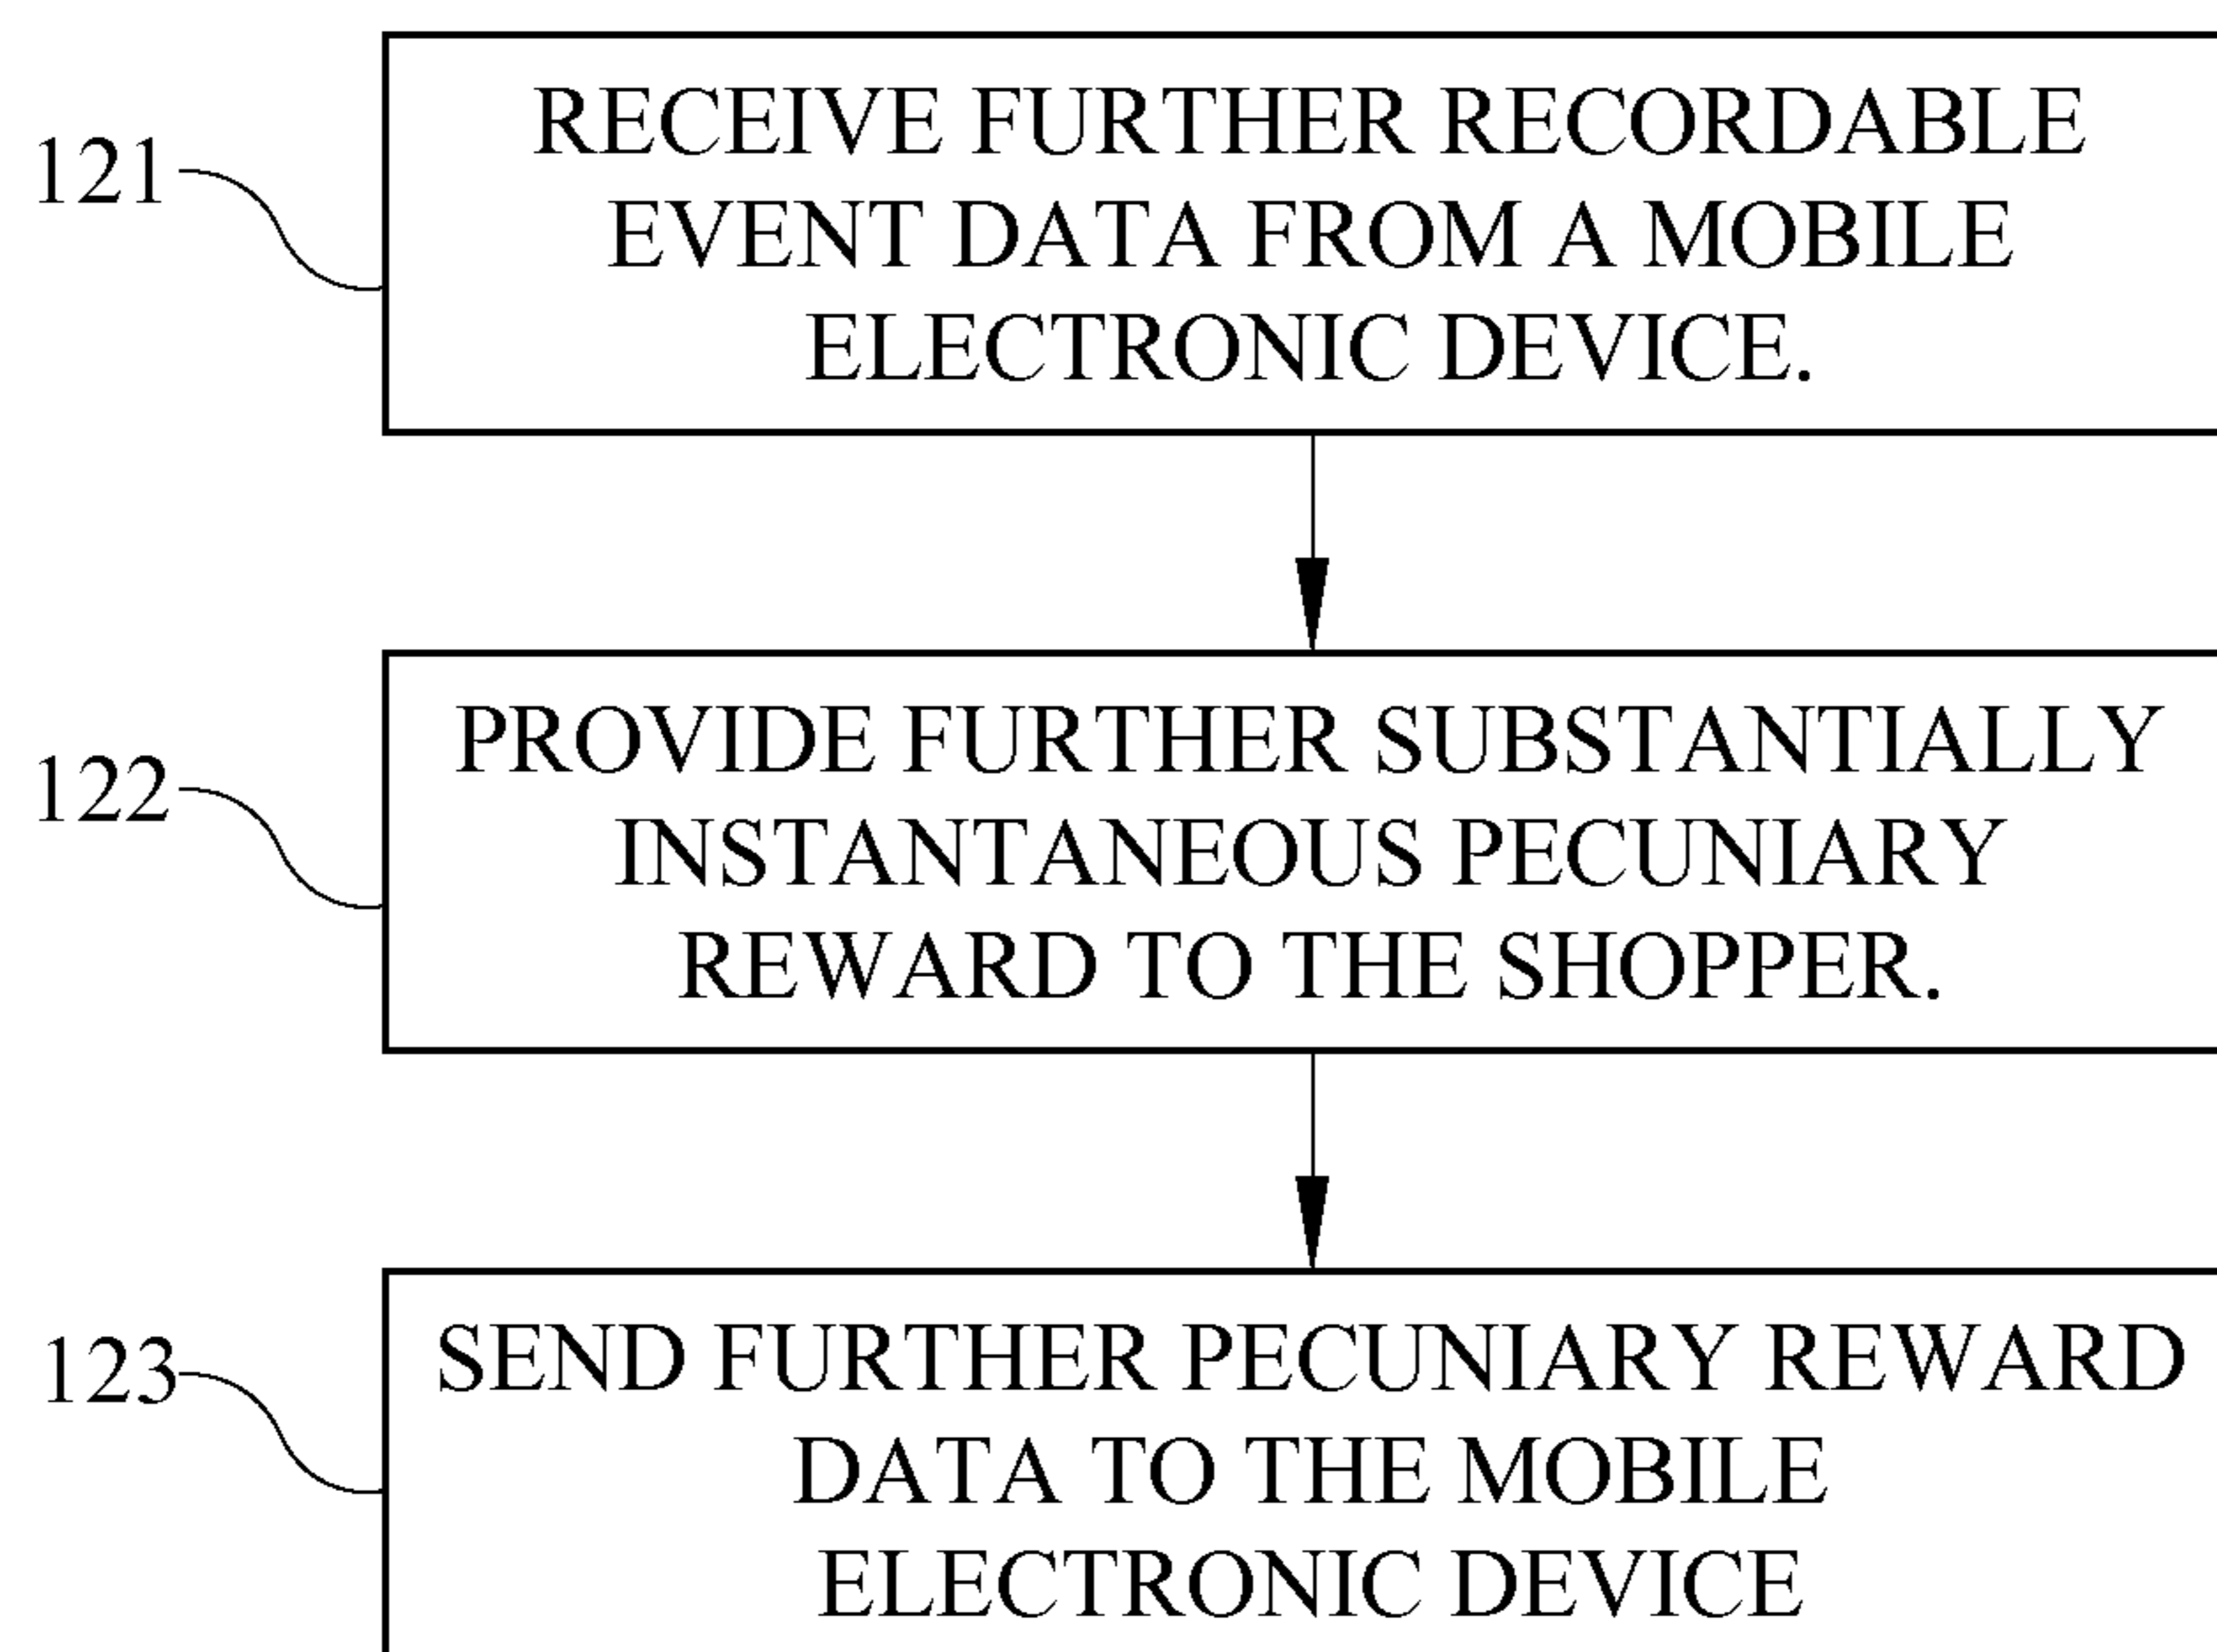 121
RECEIVE FURTHER RECORDABLE
EVENT DATA FROM A MOBILE
ELECTRONIC DEVICE.
122
PROVIDE FURTHER SUBSTANTIALLY
INSTANTANEOUS PECUNIARY
REWARD TO THE SHOPPER.
123
SEND FURTHER PECUNIARY REWARD
DATA TO THE MOBILE
ELECTRONIC DEVICE